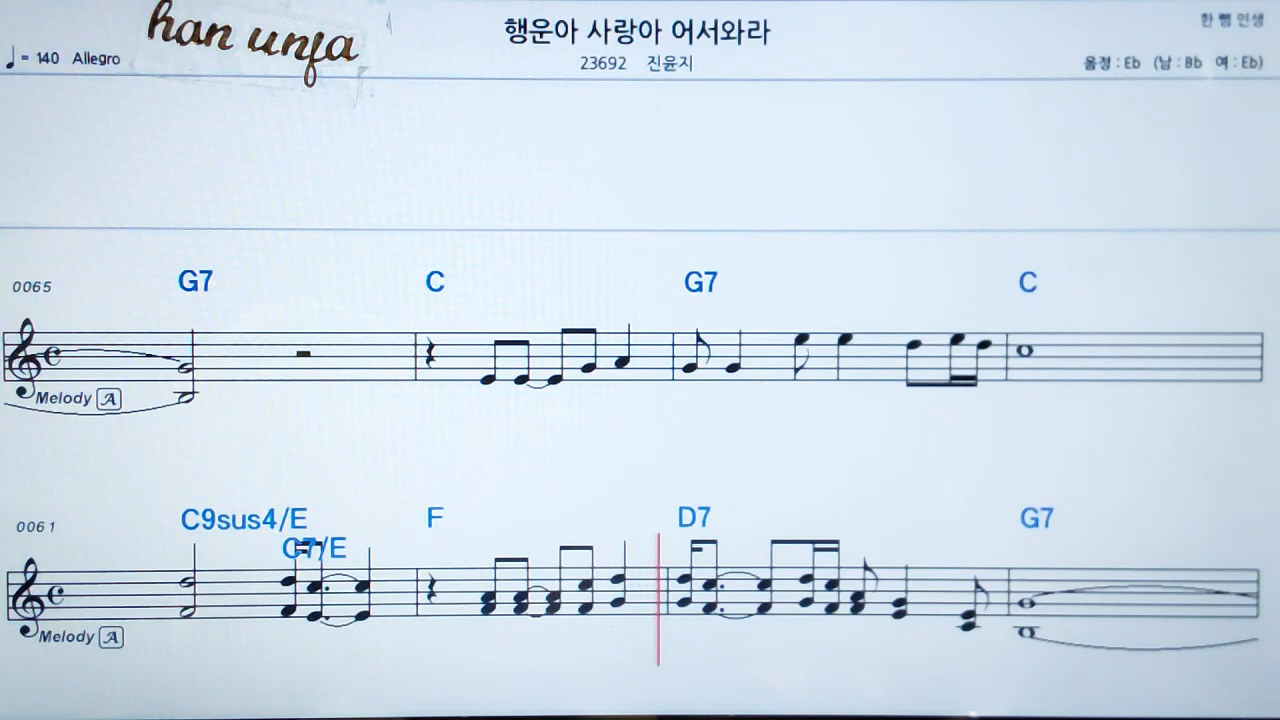 han unja
행운아 사랑아 어서와라
한 뼘 인생
♩= 140 Allegro
23692 진윤지
음정 : Eb (남 : Bb 여 : Eb)
0065 G7 C G7 C
Melody A
0061 C9sus4/E C7/E F D7 G7
Melody A